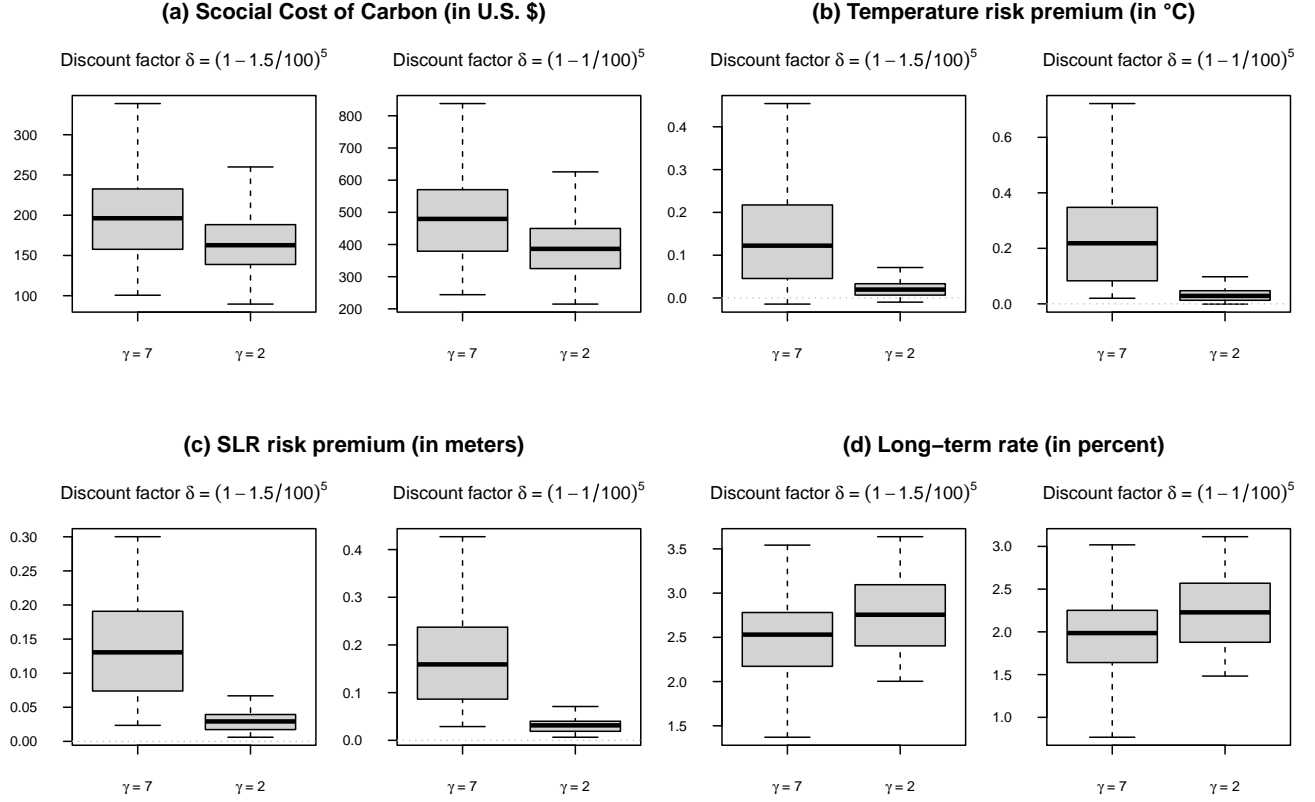 (a) Scocial Cost of Carbon (in U.S. $)
Discount factor δ = (1 − 1.5/100)⁵
300
250
200
150
100
γ = 7
γ = 2
Discount factor δ = (1 − 1/100)⁵
800
700
600
500
400
300
200
γ = 7
γ = 2
(b) Temperature risk premium (in °C)
Discount factor δ = (1 − 1.5/100)⁵
0.4
0.3
0.2
0.1
0.0
γ = 7
γ = 2
Discount factor δ = (1 − 1/100)⁵
0.6
0.4
0.2
0.0
γ = 7
γ = 2
(c) SLR risk premium (in meters)
Discount factor δ = (1 − 1.5/100)⁵
0.30
0.25
0.20
0.15
0.10
0.05
0.00
γ = 7
γ = 2
Discount factor δ = (1 − 1/100)⁵
0.4
0.3
0.2
0.1
0.0
γ = 7
γ = 2
(d) Long−term rate (in percent)
Discount factor δ = (1 − 1.5/100)⁵
3.5
3.0
2.5
2.0
1.5
γ = 7
γ = 2
Discount factor δ = (1 − 1/100)⁵
3.0
2.5
2.0
1.5
1.0
γ = 7
γ = 2